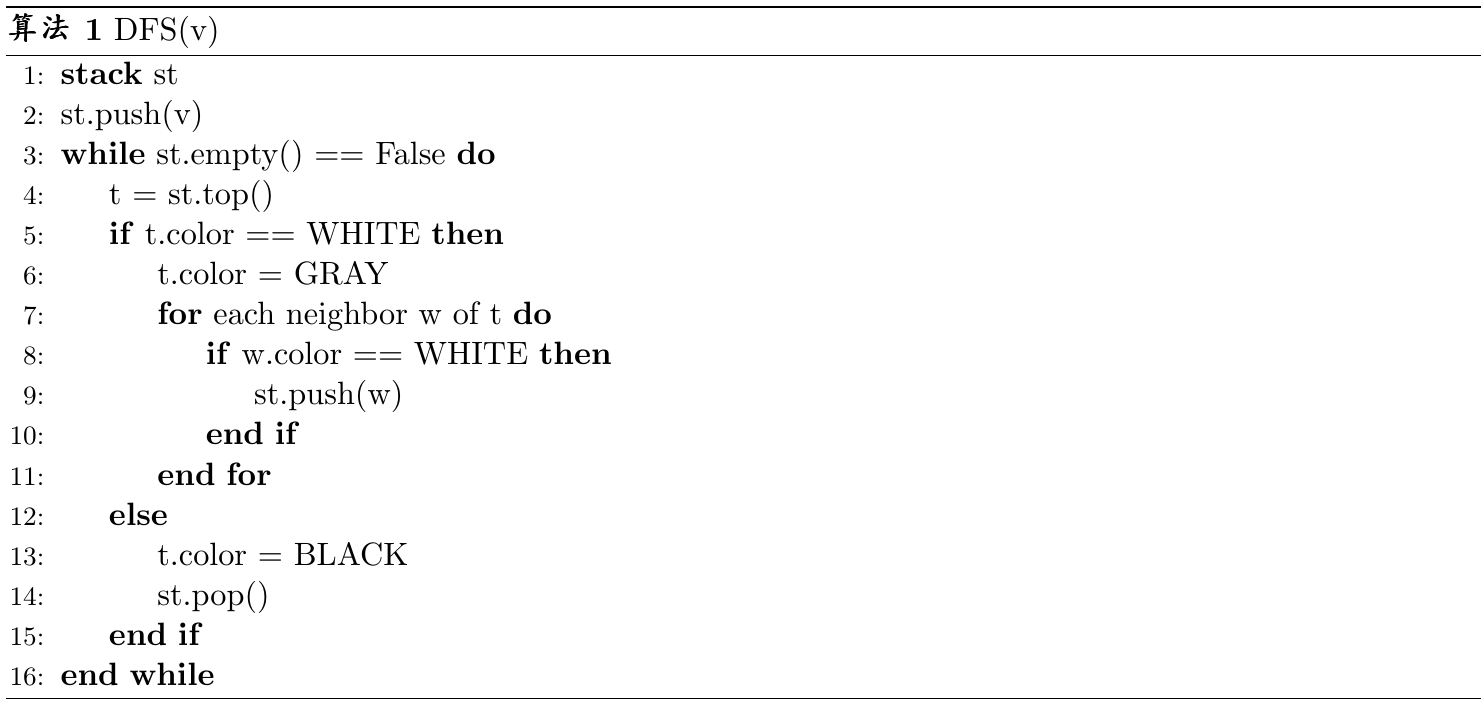 算法 1 DFS(v)
1: stack st
2: st.push(v)
3: while st.empty() == False do
4: t = st.top()
5: if t.color == WHITE then
6: t.color = GRAY
7: for each neighbor w of t do
8: if w.color == WHITE then
9: st.push(w)
10: end if
11: end for
12: else
13: t.color = BLACK
14: st.pop()
15: end if
16: end while